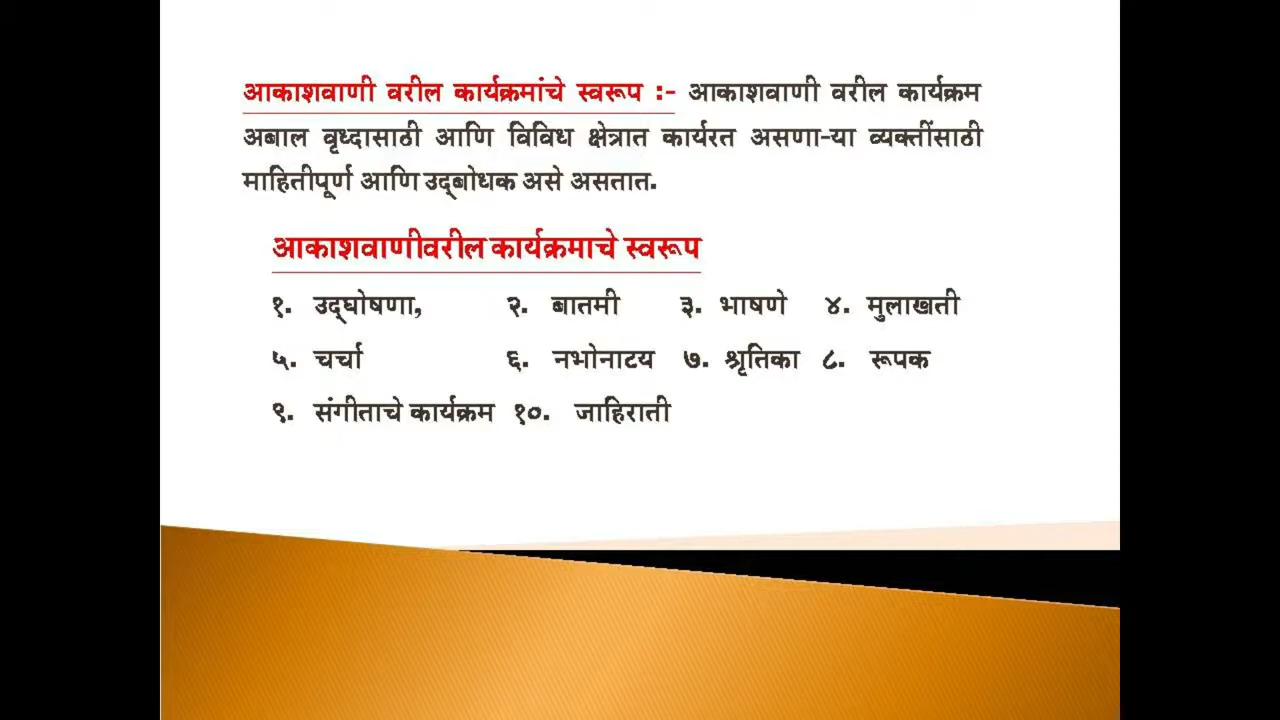 आकाशवाणी वरील कार्यक्रमांचे स्वरूप :- आकाशवाणी वरील कार्यक्रम
अबाल वृध्दासाठी आणि विविध क्षेत्रात कार्यरत असणा-या व्यक्तींसाठी
माहितीपूर्ण आणि उद्‌बोधक असे असतात.
आकाशवाणीवरील कार्यक्रमाचे स्वरूप
१. उद्‌घोषणा, २. बातमी ३. भाषणे ४. मुलाखती
५. चर्चा ६. नभोनाटय ७. श्रृतिका ८. रूपक
९. संगीताचे कार्यक्रम १०. जाहिराती